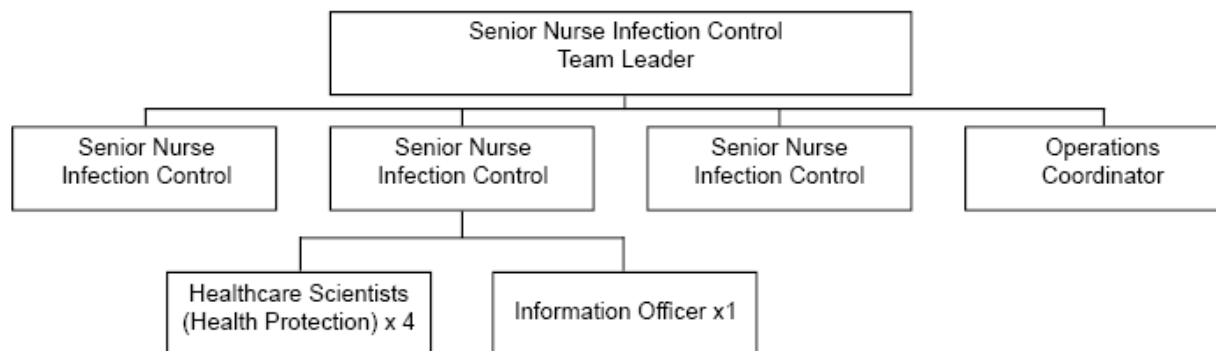 Senior Nurse Infection Control
Team Leader
Senior Nurse
Infection Control
Senior Nurse
Infection Control
Senior Nurse
Infection Control
Operations
Coordinator
Healthcare Scientists
(Health Protection) x 4
Information Officer x1